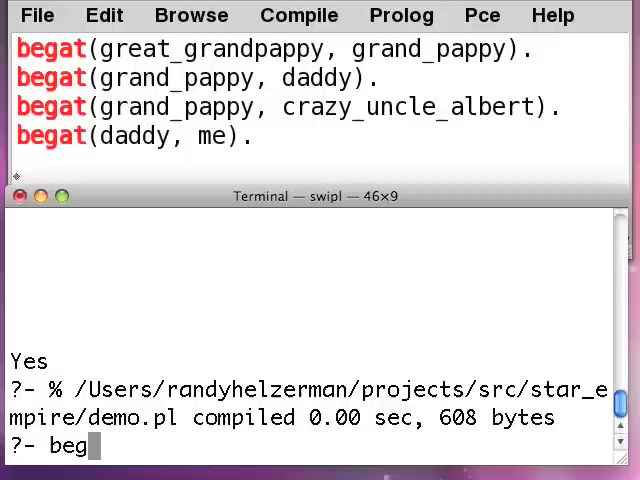 File Edit Browse Compile Prolog Pce Help
begat(great_grandpappy, grand_pappy).
begat(grand_pappy, daddy).
begat(grand_pappy, crazy_uncle_albert).
begat(daddy, me).
Terminal — swipl — 46×9
Yes
?- % /Users/randyhelzerman/projects/src/star_e
mpire/demo.pl compiled 0.00 sec, 608 bytes
?- beg